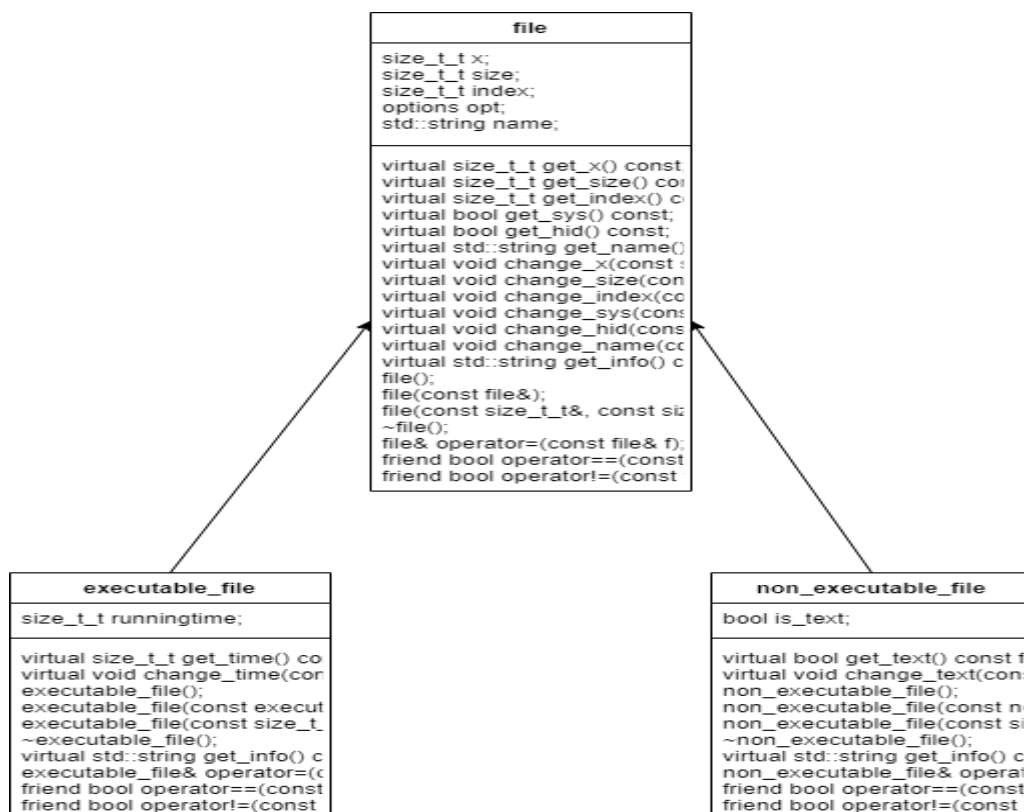 file
size_t_t x;
size_t_t size;
size_t_t index;
options opt;
std::string name;
virtual size_t_t get_x() const
virtual size_t_t get_size()
virtual size_t_t get_index()
virtual bool get_sys() const;
virtual bool get_hid() const;
virtual std::string get_name()
virtual void change_x(const
virtual void change_size(con
virtual void change_index(co
virtual void change_sys(cons
virtual void change_hid(cons
virtual void change_name(co
virtual std::string get_info() c
file();
file(const file&);
file(const size_t_t&, const siz
~file();
file& operator=(const file& f);
friend bool operator==(const
friend bool operator!=(const
executable_file
size_t_t runningtime;
virtual size_t_t get_time() co
virtual void change_time(con
executable_file();
executable_file(const execut
executable_file(const size_t_
~executable_file();
virtual std::string get_info() c
executable_file& operator=(c
friend bool operator==(const
friend bool operator!=(const
non_executable_file
bool is_text;
virtual bool get_text() const f
virtual void change_text(cons
non_executable_file();
non_executable_file(const n
non_executable_file(const si
~non_executable_file();
virtual std::string get_info() c
non_executable_file& operat
friend bool operator==(const
friend bool operator!=(const